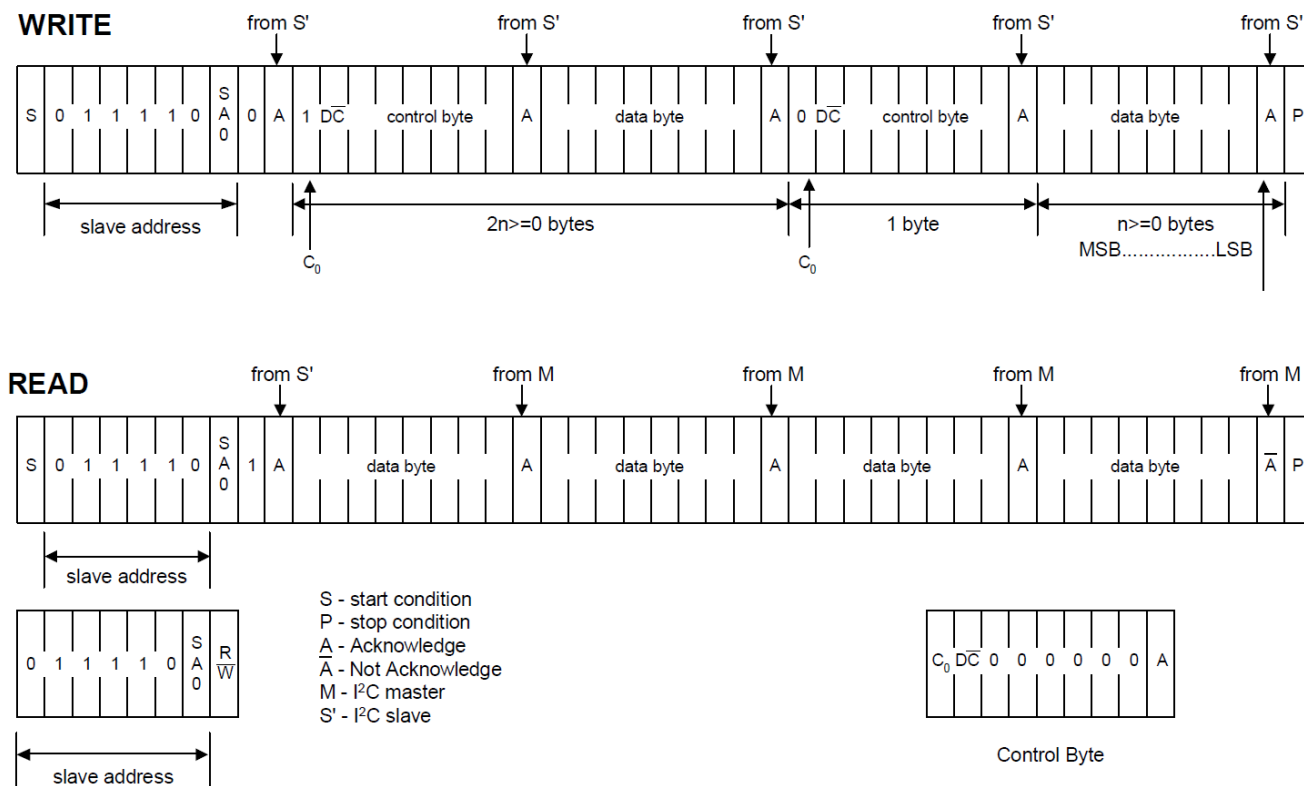 WRITE
from S' from S' from S' from S' from S'
S 0 1 1 1 1 0 SA0 0 A 1 DC̅ control byte A data byte A 0 DC̅ control byte A data byte A P
slave address 2n>=0 bytes 1 byte n>=0 bytes
MSB.................LSB
C₀ C₀
READ
from S' from M from M from M from M
S 0 1 1 1 1 0 SA0 1 A data byte A data byte A data byte A data byte A̅ P
slave address
0 1 1 1 1 0 SA0 R/W̅
slave address
S - start condition
P - stop condition
A - Acknowledge
A̅ - Not Acknowledge
M - I²C master
S' - I²C slave
C₀ DC̅ 0 0 0 0 0 0 A
Control Byte